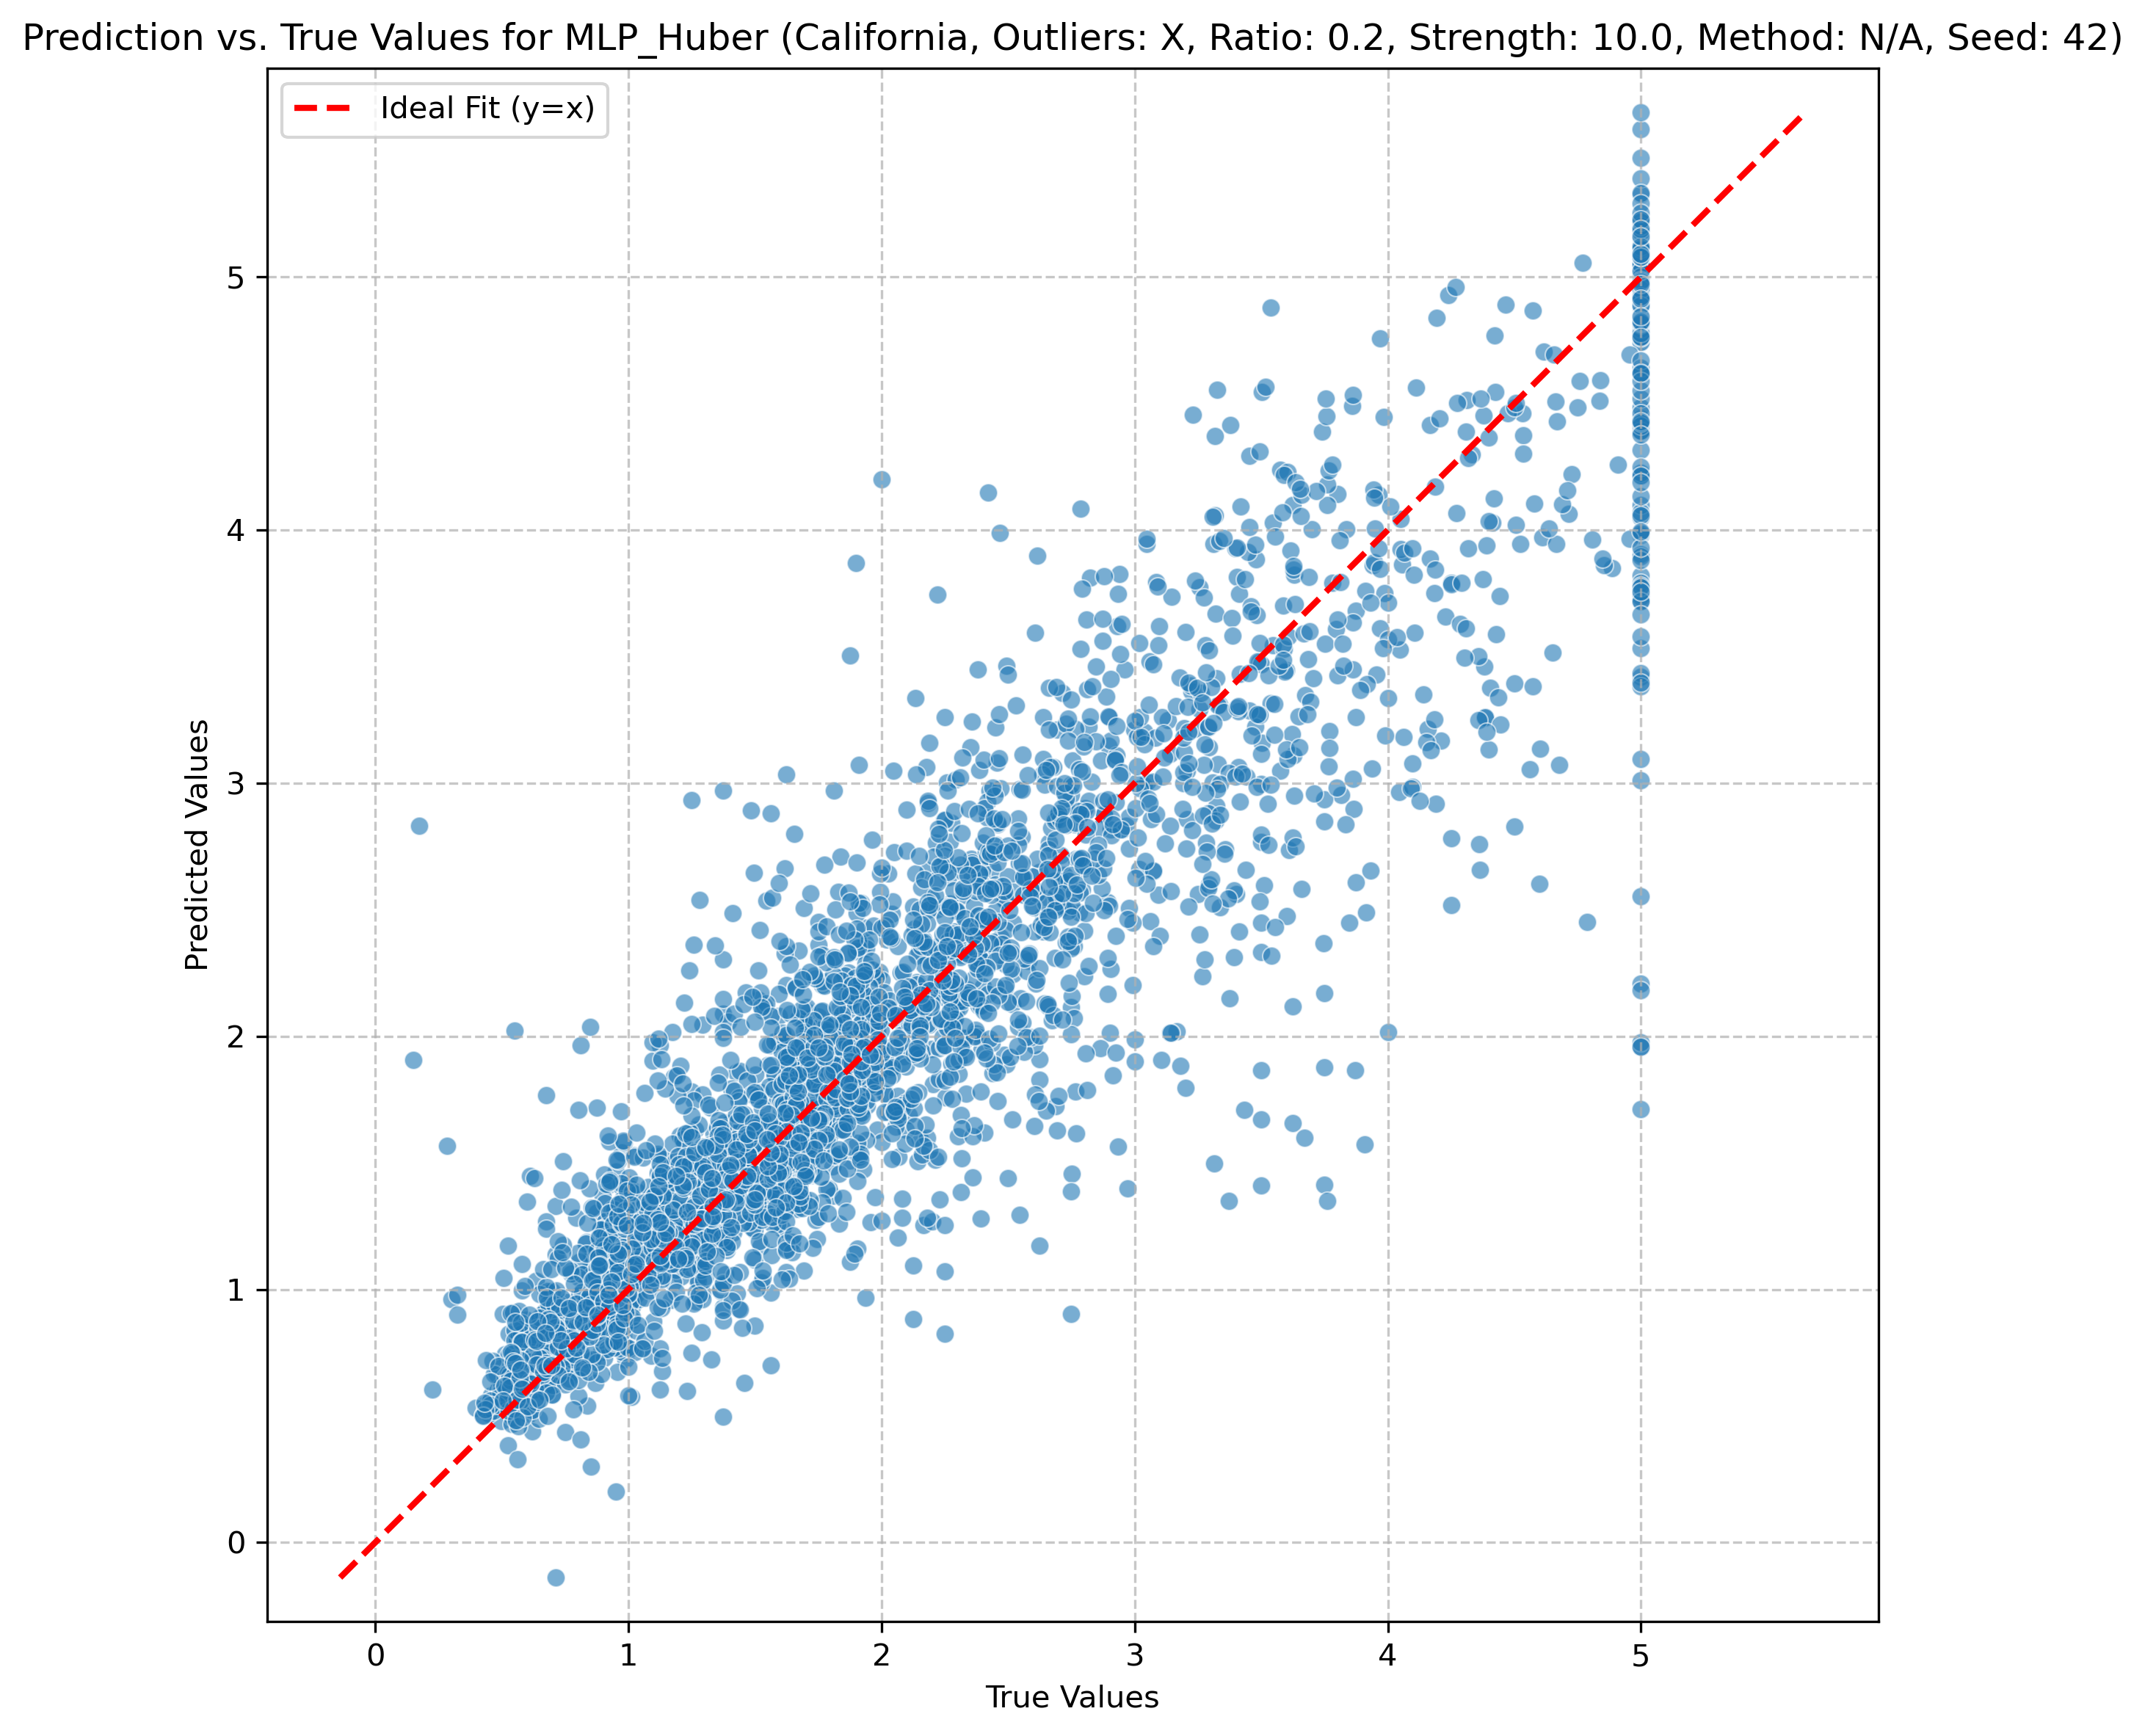 Prediction vs. True Values for MLP_Huber (California, Outliers: X, Ratio: 0.2, Strength: 10.0, Method: N/A, Seed: 42)
Ideal Fit (y=x)
Predicted Values
5
4
3
2
1
0
0 1 2 3 4 5
True Values